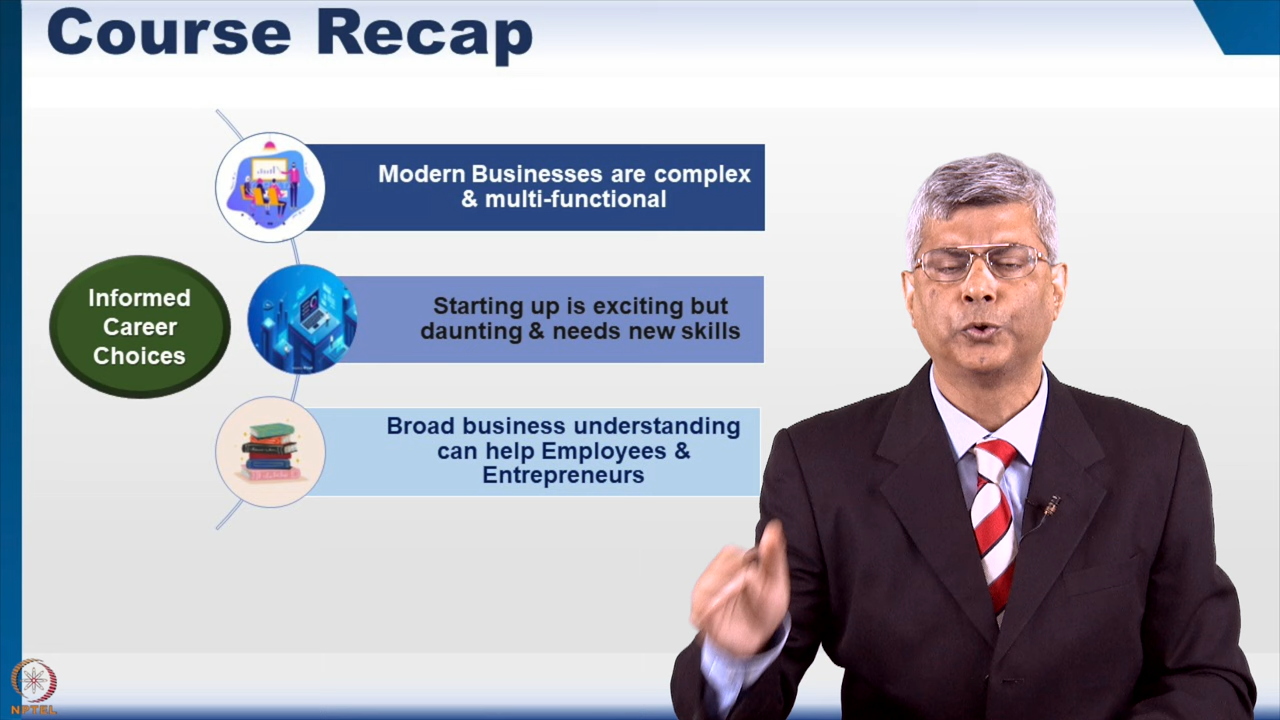 Course Recap
Modern Businesses are complex
& multi-functional
Informed
Career
Choices
Starting up is exciting but
daunting & needs new skills
Broad business understanding
can help Employees &
Entrepreneurs
NPTEL